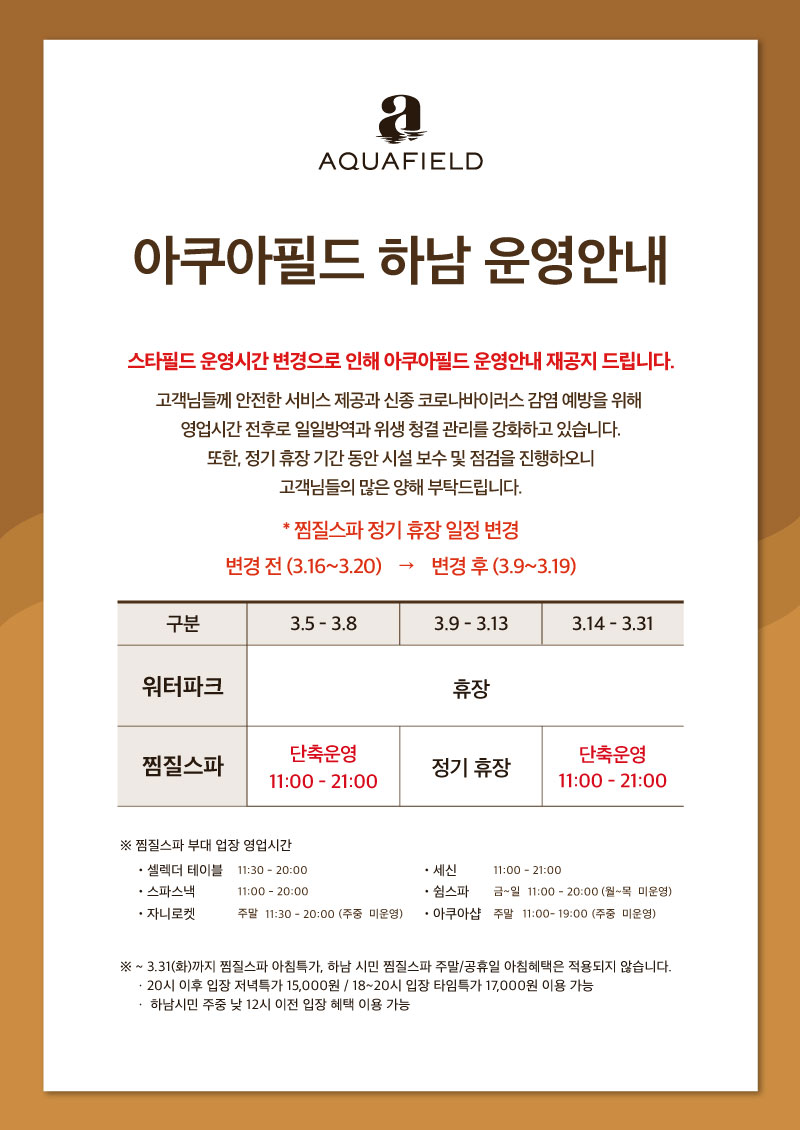 a
AQUAFIELD
아쿠아필드 하남 운영안내
스타필드 운영시간 변경으로 인해 아쿠아필드 운영안내 재공지 드립니다.
고객님들께 안전한 서비스 제공과 신종 코로나바이러스 감염 예방을 위해
영업시간 전후로 일일방역과 위생 청결 관리를 강화하고 있습니다.
또한, 정기 휴장 기간 동안 시설 보수 및 점검을 진행하오니
고객님들의 많은 양해 부탁드립니다.
* 찜질스파 정기 휴장 일정 변경
변경 전 (3.16~3.20) → 변경 후 (3.9~3.19)
구분 3.5 - 3.8 3.9 - 3.13 3.14 - 3.31
워터파크 휴장
찜질스파 단축운영 11:00 - 21:00 정기 휴장 단축운영 11:00 - 21:00
※ 찜질스파 부대 업장 영업시간
• 셀렉더 테이블 11:30 - 20:00 • 세신 11:00 - 21:00
• 스파스낵 11:00 - 20:00 • 쉼스파 금~일 11:00 - 20:00 (월~목 미운영)
• 자니로켓 주말 11:30 - 20:00 (주중 미운영) • 아쿠아샵 주말 11:00- 19:00 (주중 미운영)
※ ~ 3.31(화)까지 찜질스파 아침특가, 하남 시민 찜질스파 주말/공휴일 아침혜택은 적용되지 않습니다.
· 20시 이후 입장 저녁특가 15,000원 / 18~20시 입장 타임특가 17,000원 이용 가능
· 하남시민 주중 낮 12시 이전 입장 혜택 이용 가능